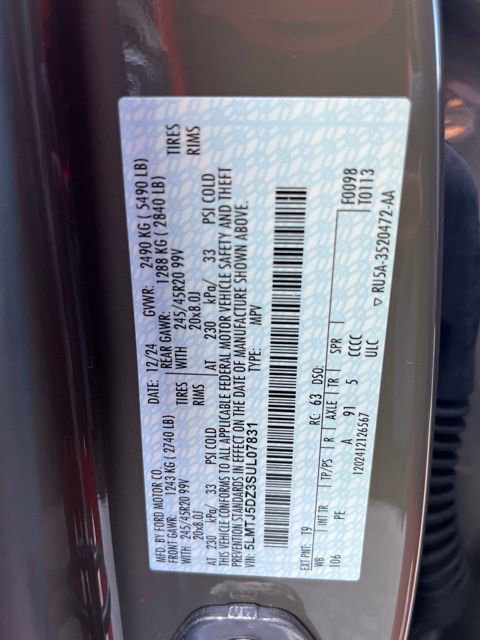 MFD. BY FORD MOTOR CO. DATE: 12/24 GVWR: 2490 KG (5490 LB)
FRONT GAWR: 1243 KG (2740 LB) REAR GAWR: 1288 KG (2840 LB)
245/45R20 99V TIRES WITH 245/45R20 99V TIRES
20x8.0J RIMS 20x8.0J RIMS
AT 230 kPa/ 33 PSI COLD AT 230 kPa/ 33 PSI COLD
THIS VEHICLE CONFORMS TO ALL APPLICABLE FEDERAL MOTOR VEHICLE SAFETY AND THEFT
PREVENTION STANDARDS IN EFFECT ON THE DATE OF MANUFACTURE SHOWN ABOVE.
VIN: 5LMTJ5DZ3SUL07831 TYPE: MPV
F0098
T0113
EXT PNT: T9 RC: 63 DSO:
WB INT TR TP/PS R AXLE TR SPR
106 PE A 91 5 CCCC
ULC
1202412126567
▽ RU5A-3520472-AA